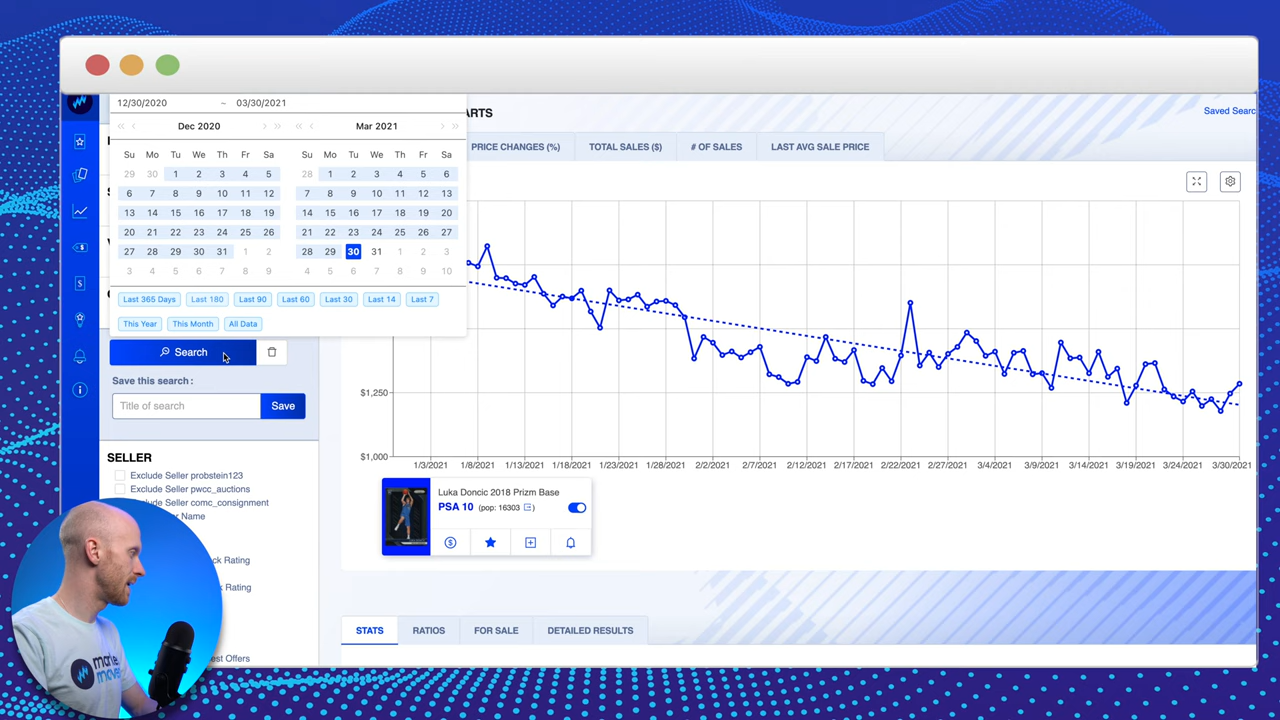 12/30/2020 ~ 03/30/2021
ARTS
Saved Searc
Dec 2020
Mar 2021
PRICE CHANGES (%)
TOTAL SALES ($)
# OF SALES
LAST AVG SALE PRICE
Su Mo Tu We Th Fr Sa
29 30 1 2 3 4 5
6 7 8 9 10 11 12
13 14 15 16 17 18 19
20 21 22 23 24 25 26
27 28 29 30 31 1 2
3 4 5 6 7 8 9
Su Mo Tu We Th Fr Sa
28 1 2 3 4 5 6
7 8 9 10 11 12 13
14 15 16 17 18 19 20
21 22 23 24 25 26 27
28 29 30 31 1 2 3
4 5 6 7 8 9 10
Last 365 Days Last 180 Last 90 Last 60 Last 30 Last 14 Last 7
This Year This Month All Data
Search
Save this search :
Title of search
Save
$1,250
$1,000
1/3/2021 1/8/2021 1/13/2021 1/18/2021 1/23/2021 1/28/2021 2/2/2021 2/7/2021 2/12/2021 2/17/2021 2/22/2021 2/27/2021 3/4/2021 3/9/2021 3/14/2021 3/19/2021 3/24/2021 3/30/2021
SELLER
Exclude Seller probstein123
Exclude Seller pwcc_auctions
Exclude Seller comc_consignment
r Name
ck Rating
ck Rating
est Offers
Luka Doncic 2018 Prizm Base
PSA 10 (pop: 16303)
STATS
RATIOS
FOR SALE
DETAILED RESULTS